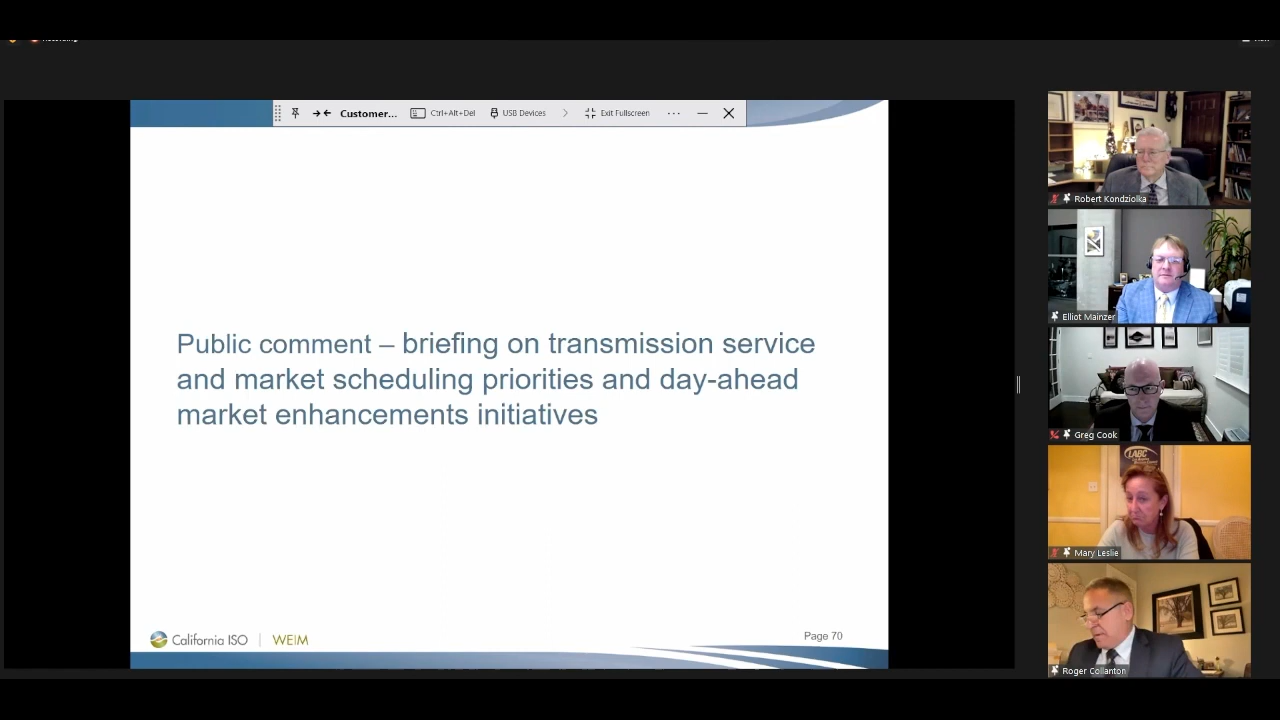 Customer...
Ctrl+Alt+Del
USB Devices
Exit Fullscreen
Public comment – briefing on transmission service
and market scheduling priorities and day-ahead
market enhancements initiatives
California ISO
WEIM
Page 70
Robert Kondziolka
Elliot Mainzer
Greg Cook
LABC
Mary Leslie
Roger Collanton